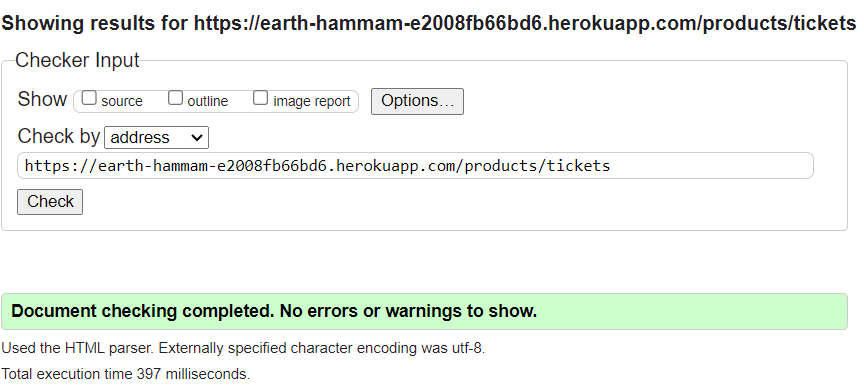 Showing results for https://earth-hammam-e2008fb66bd6.herokuapp.com/products/tickets
Checker Input
Show source outline image report Options...
Check by address
https://earth-hammam-e2008fb66bd6.herokuapp.com/products/tickets
Check
Document checking completed. No errors or warnings to show.
Used the HTML parser. Externally specified character encoding was utf-8.
Total execution time 397 milliseconds.